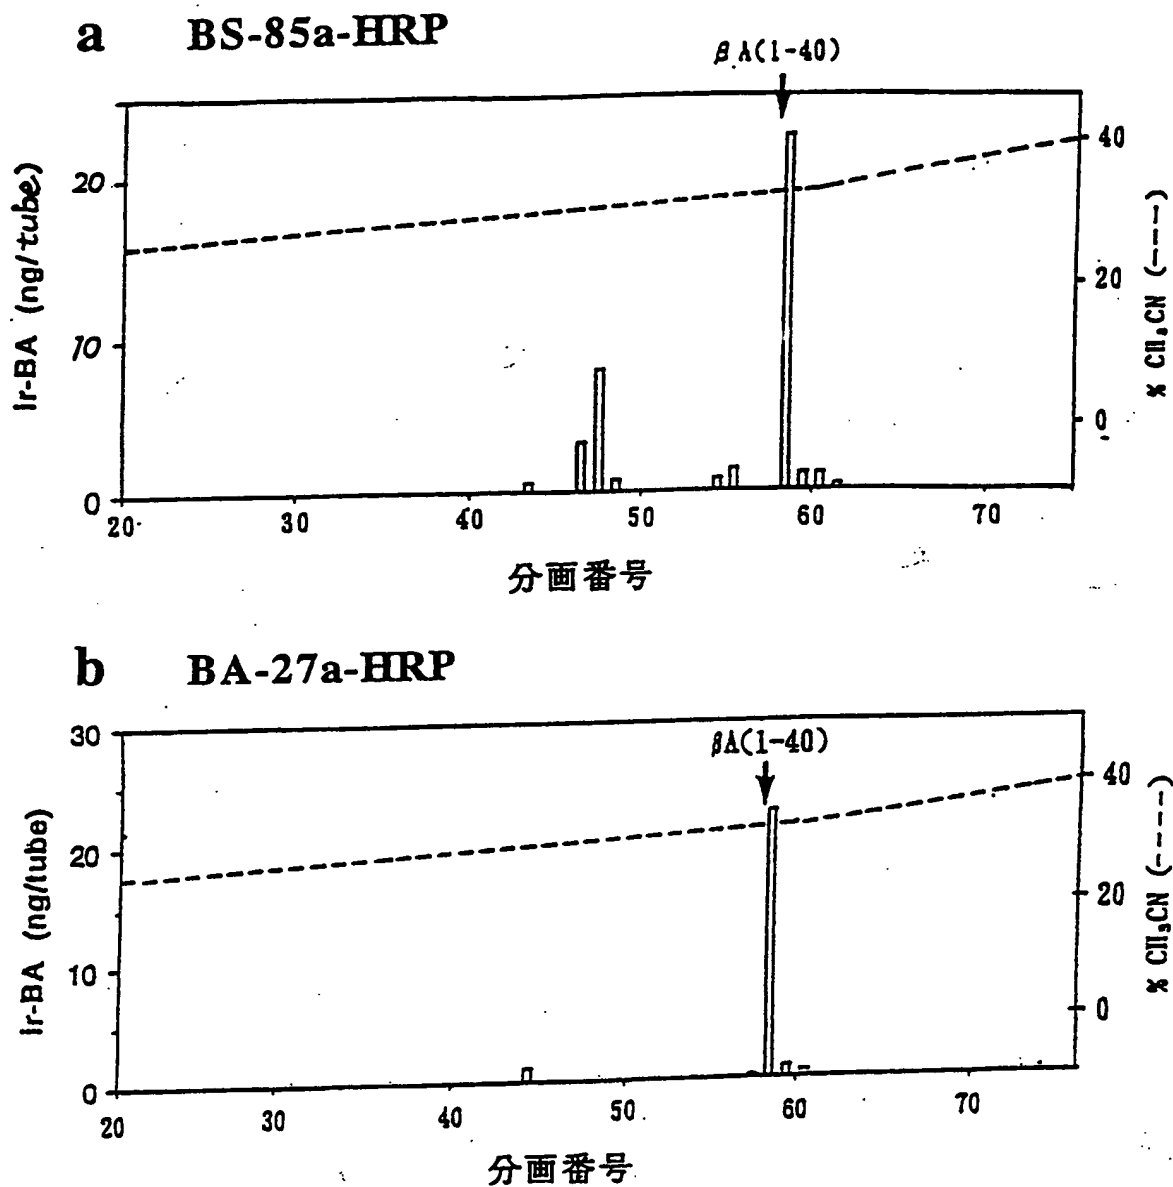 a BS-85a-HRP
β A(1-40)
Ir-BA (ng/tube)
20
10
0
40
20
0
% CH₃CN (---)
20 30 40 50 60 70
分画番号
b BA-27a-HRP
βA(1-40)
Ir-BA (ng/tube)
30
20
10
0
40
20
0
% CH₃CN (----)
20 30 40 50 60 70
分画番号